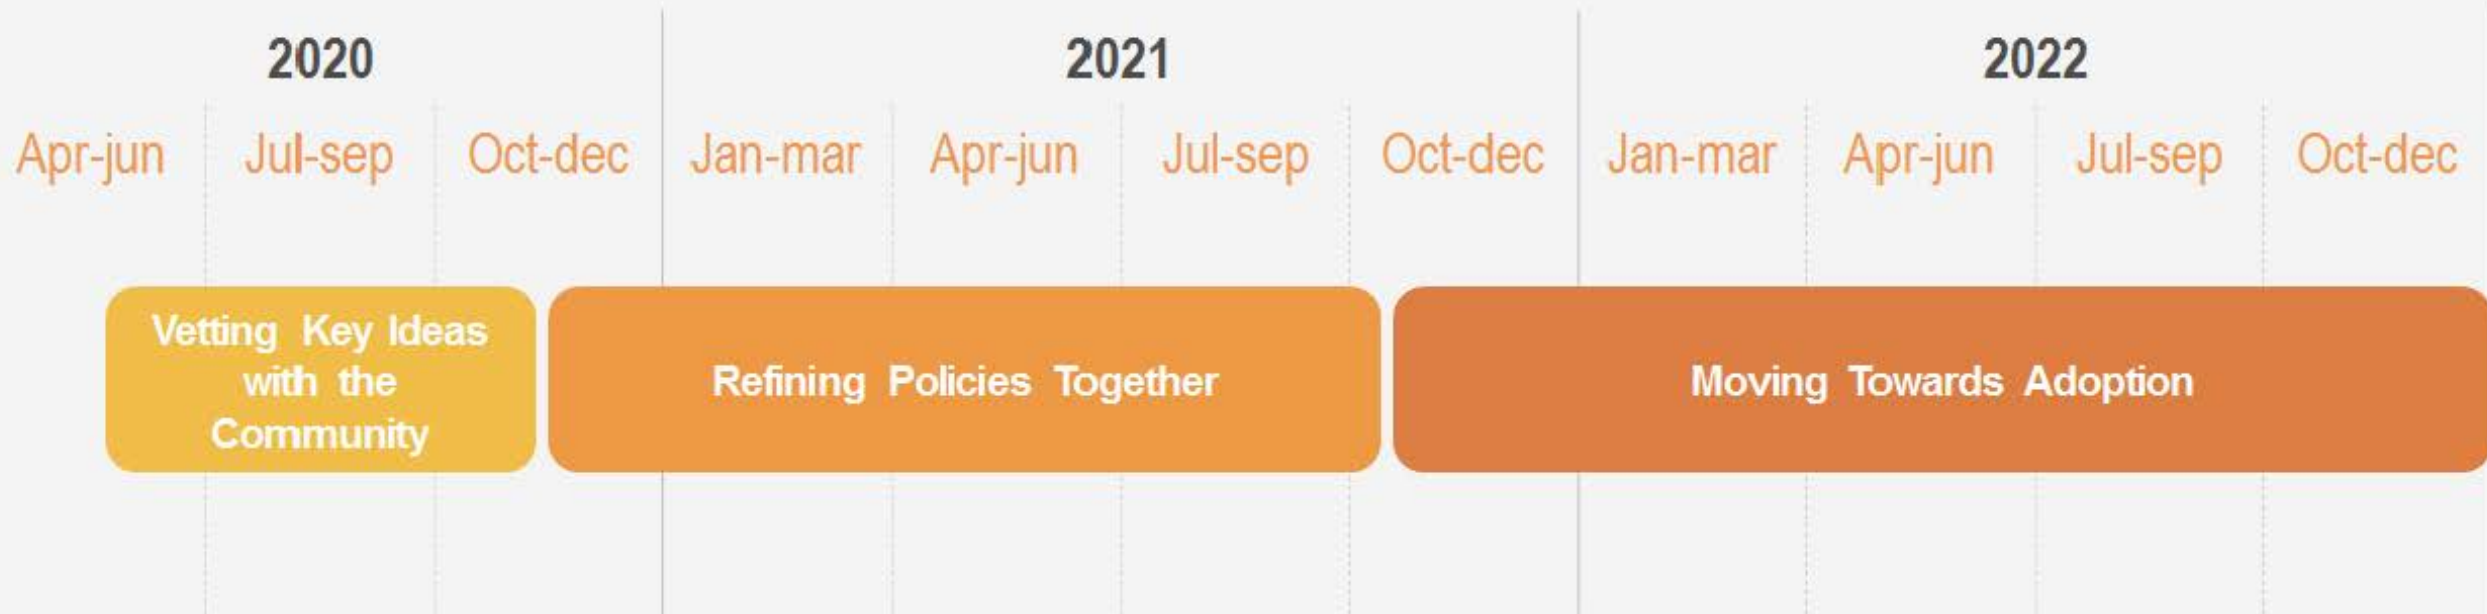 2020 2021 2022
Apr-jun Jul-sep Oct-dec Jan-mar Apr-jun Jul-sep Oct-dec Jan-mar Apr-jun Jul-sep Oct-dec
Vetting Key Ideas
with the
Community
Refining Policies Together
Moving Towards Adoption